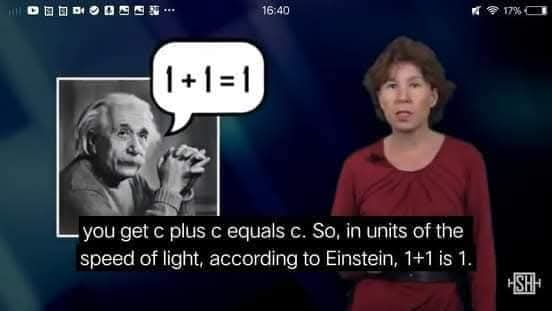 16:40
17%
1+1=1
you get c plus c equals c. So, in units of the
speed of light, according to Einstein, 1+1 is 1.
SH